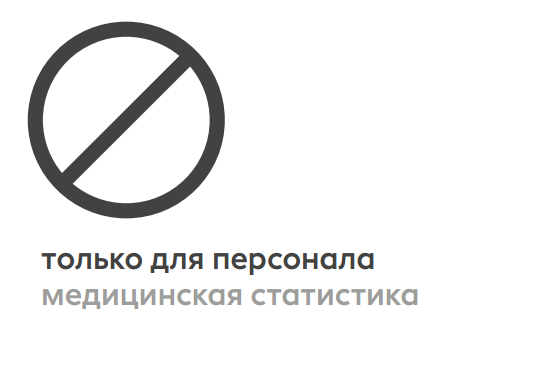 только для персонала
медицинская статистика